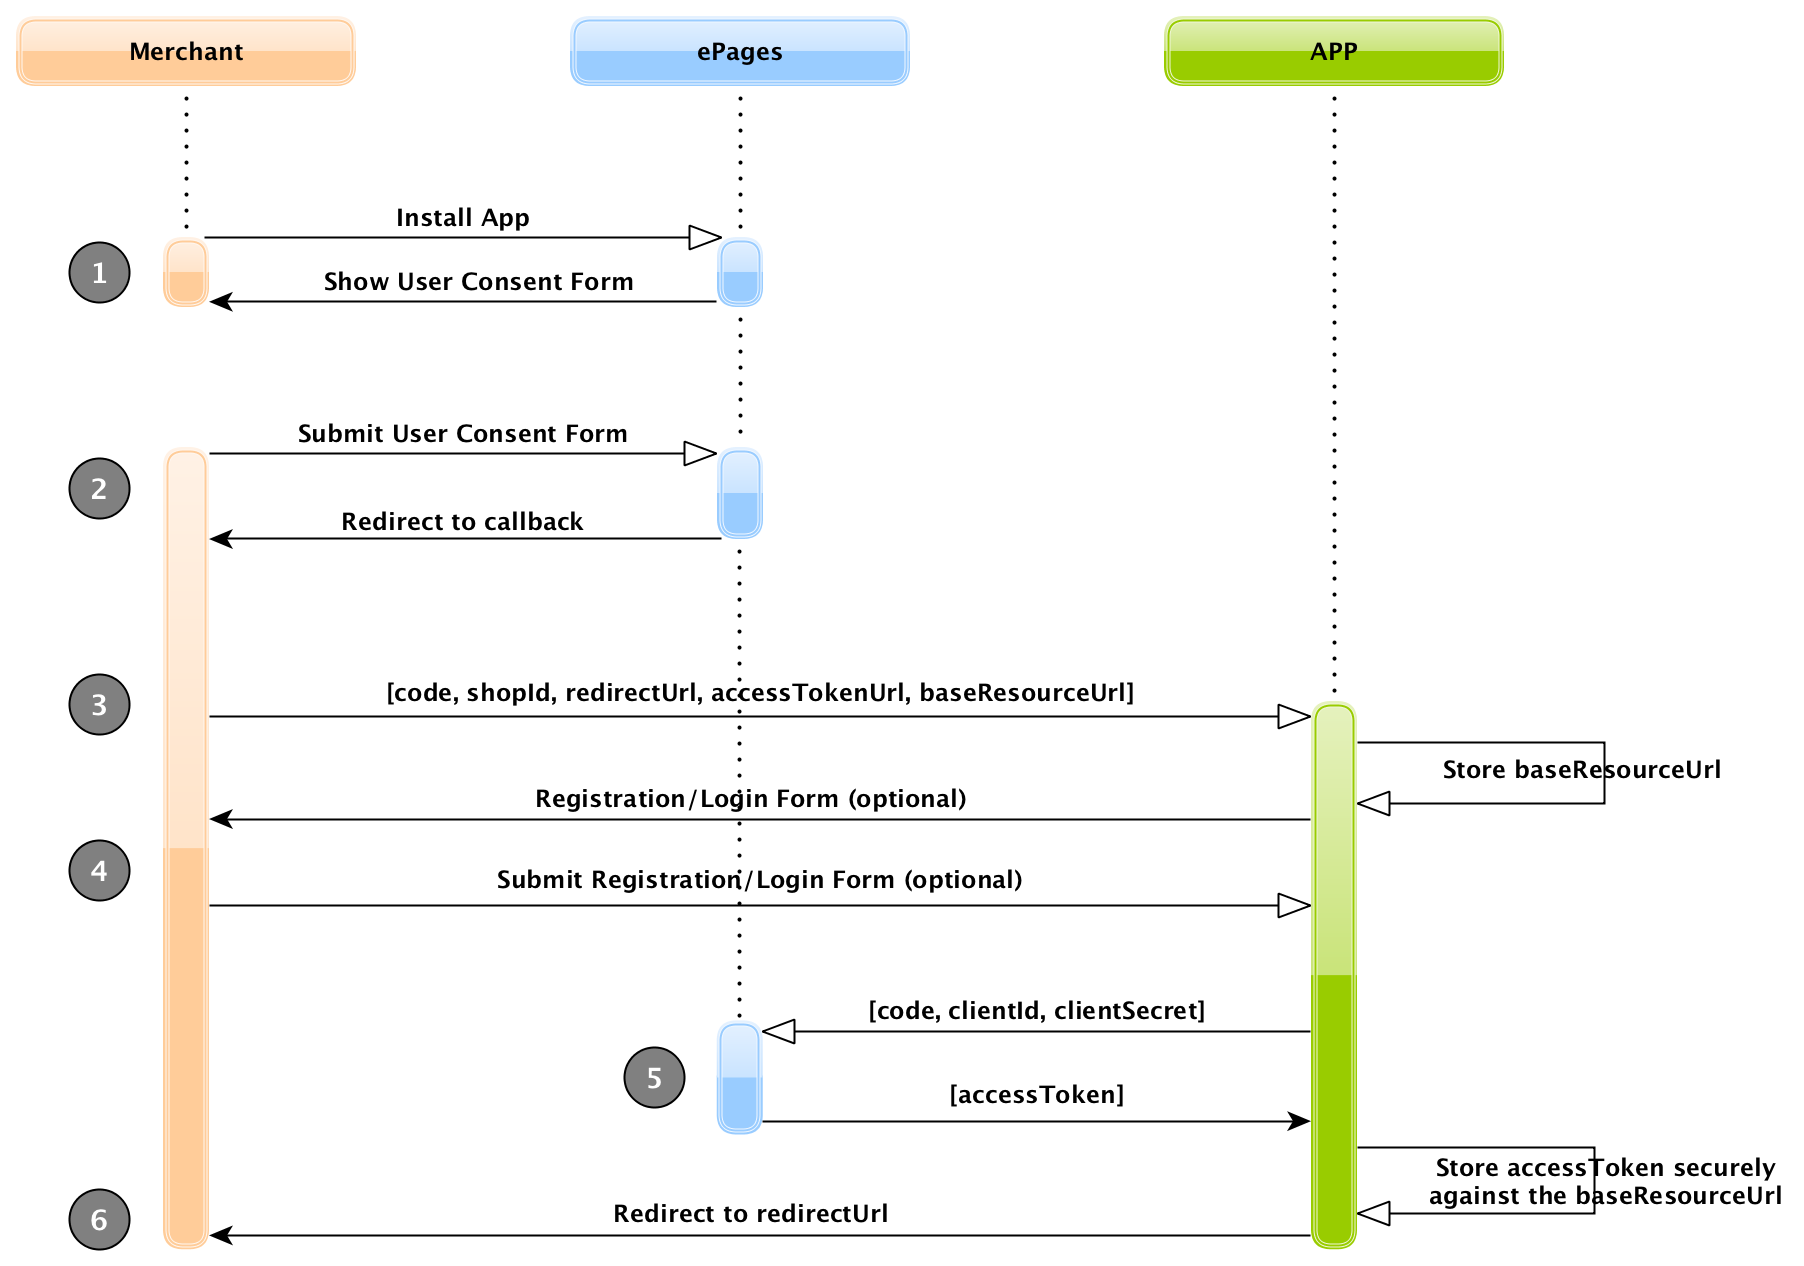 Merchant
ePages
APP
Install App
1
Show User Consent Form
Submit User Consent Form
2
Redirect to callback
3
[code, shopId, redirectUrl, accessTokenUrl, baseResourceUrl]
Store baseResourceUrl
Registration/Login Form (optional)
4
Submit Registration/Login Form (optional)
[code, clientId, clientSecret]
5
[accessToken]
Store accessToken securely
against the baseResourceUrl
6
Redirect to redirectUrl